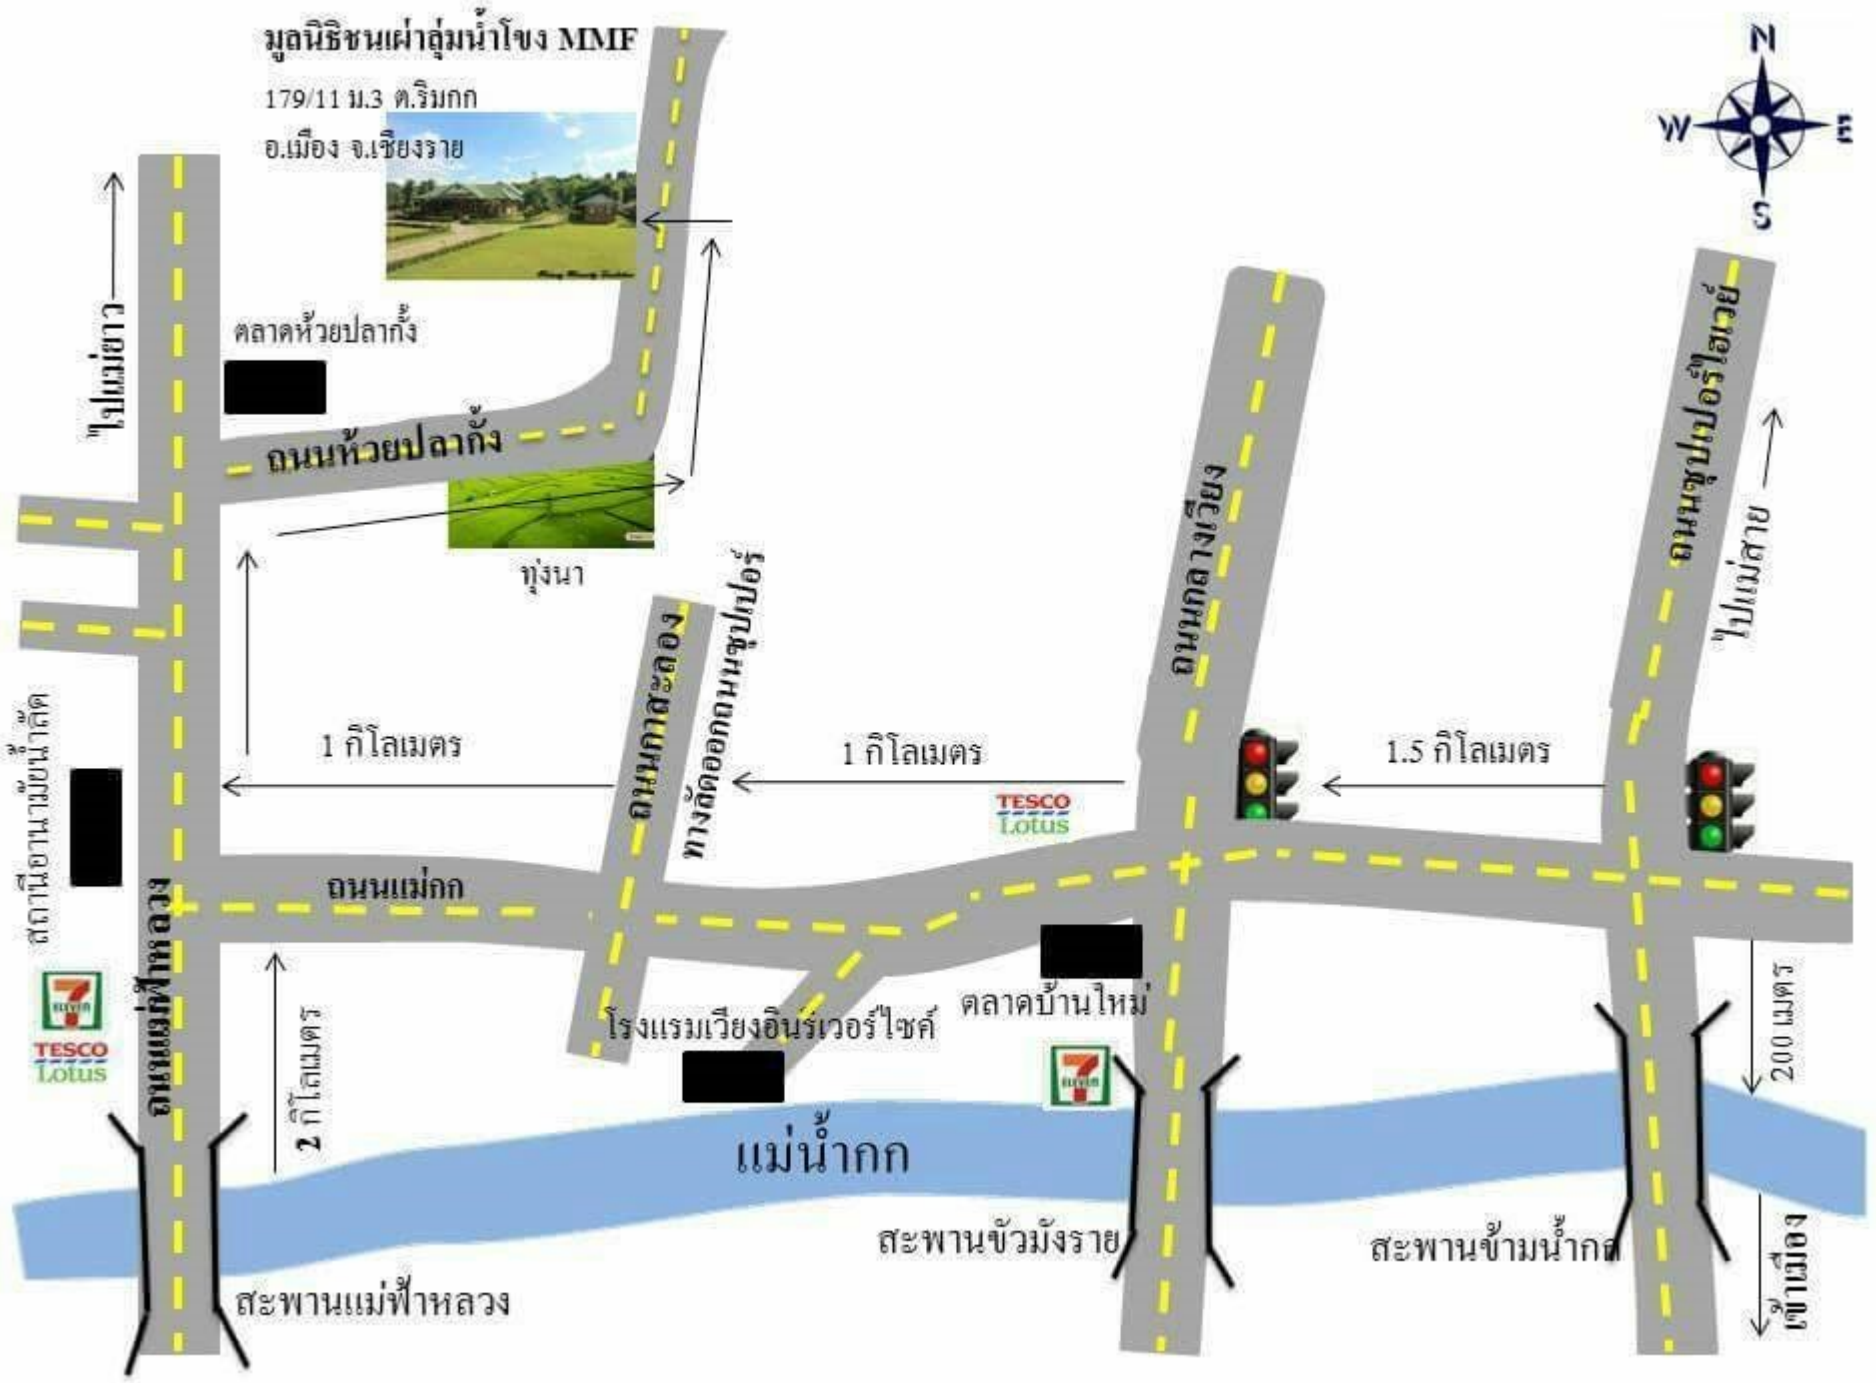 มูลนิธิชนเผ่าลุ่มน้ำโขง MMF
179/11 ม.3 ต.ริมกก
อ.เมือง จ.เชียงราย
N
W
E
S
ไปแม่ยาว
ตลาดห้วยปลากั้ง
ถนนห้วยปลากั้ง
ทุ่งนา
ถนนกาสะลอง
ทางลัดออกถนนซุปเปอร์
ถนนกลางเวียง
ถนนซุปเปอร์ไฮเวย์
ไปแม่สาย
1 กิโลเมตร
1 กิโลเมตร
1.5 กิโลเมตร
TESCO
Lotus
สถานีอนามัยน้ำลัด
ถนนแม่กก
ถนนแม่ฟ้าหลวง
7
ELEVEN
TESCO
Lotus
2 กิโลเมตร
โรงแรมเวียงอินร์เวอร์ไซค์
ตลาดบ้านใหม่
7
ELEVEN
200 เมตร
แม่น้ำกก
สะพานแม่ฟ้าหลวง
สะพานขัวมังราย
สะพานข้ามน้ำกก
เข้าเมือง